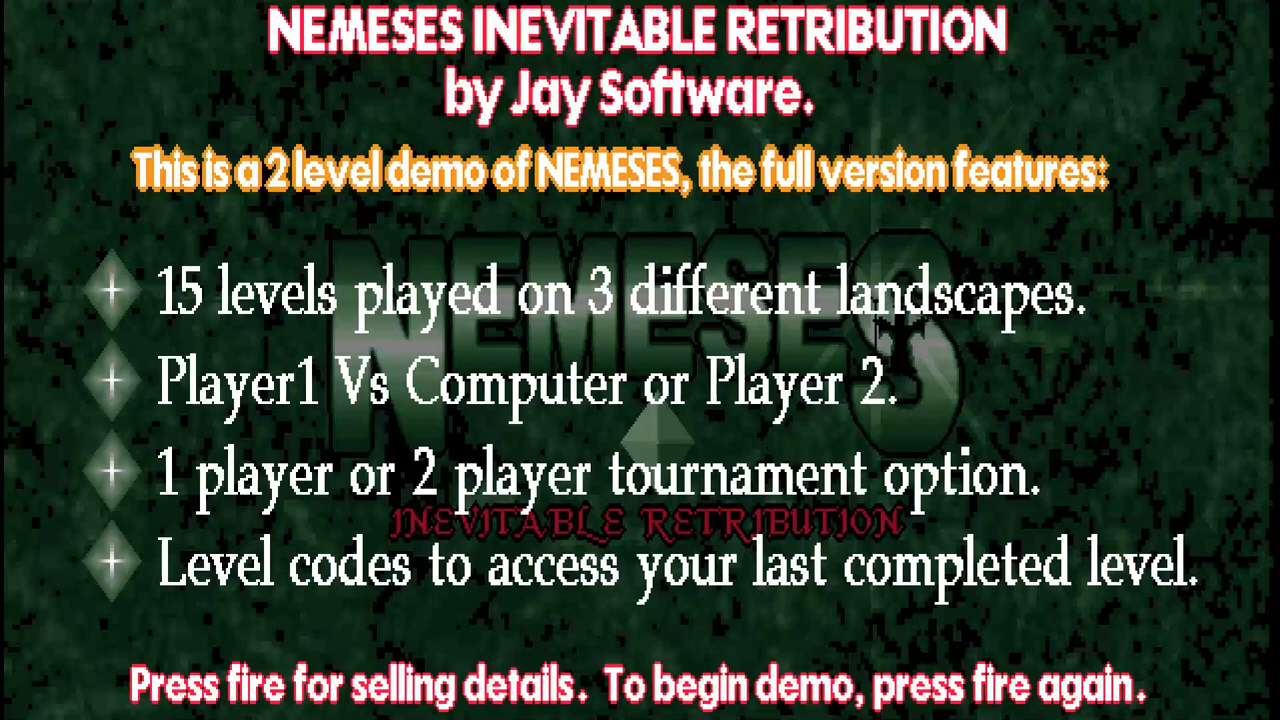 NEMESES INEVITABLE RETRIBUTION
by Jay Software.
This is a 2 level demo of NEMESES, the full version features:
NEMESES
15 levels played on 3 different landscapes.
Player1 Vs Computer or Player 2.
1 player or 2 player tournament option.
INEVITABLE RETRIBUTION
Level codes to access your last completed level.
Press fire for selling details. To begin demo, press fire again.